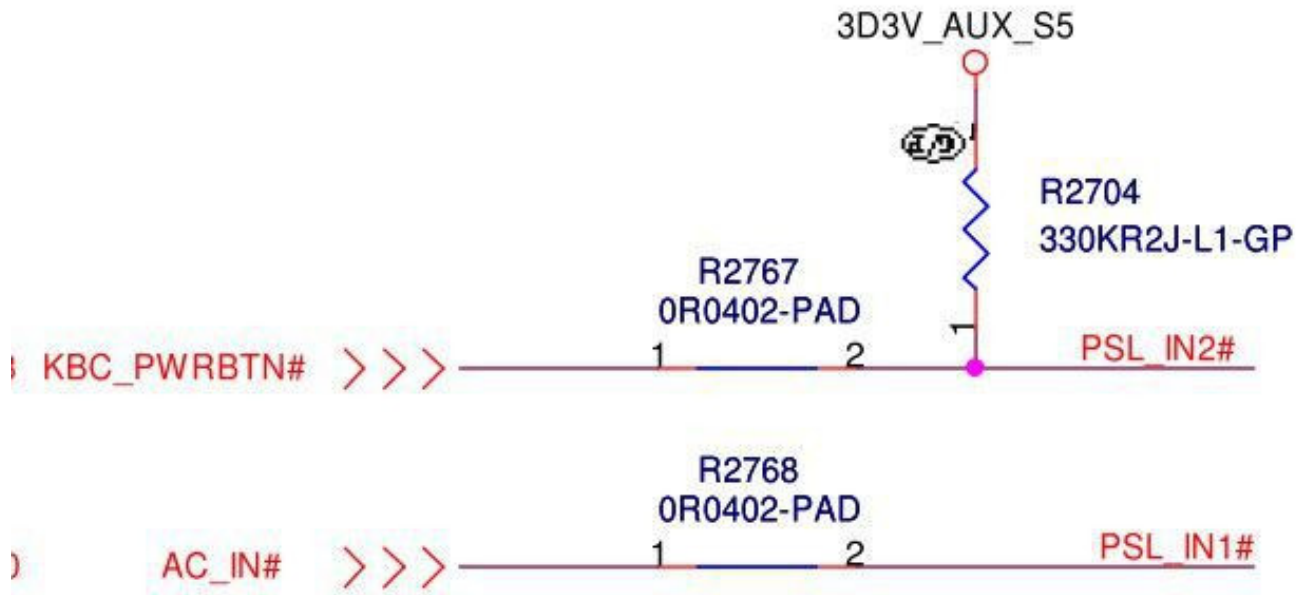 3D3V_AUX_S5
R2704
330KR2J-L1-GP
R2767
0R0402-PAD
1
KBC_PWRBTN#
1
2
PSL_IN2#
R2768
0R0402-PAD
AC_IN#
1
2
PSL_IN1#